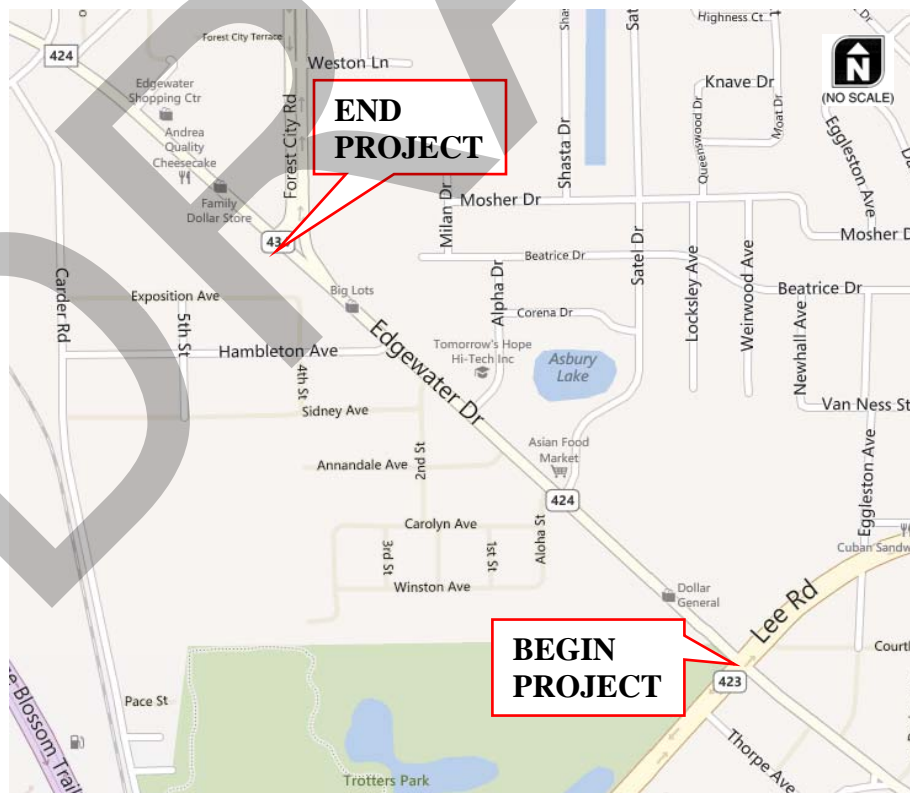 Highness Ct
Forest City Terrace
424
Weston Ln
Knave Dr
N
(NO SCALE)
Edgewater
Shopping Ctr
END
PROJECT
Andrea
Quality
Cheesecake
Forest City Rd
Shasta Dr
Queenswood Dr
Moat Dr
Eggleston Ave
Family
Dollar Store
Milan Dr
Mosher Dr
Satel Dr
Mosher D
Beatrice Dr
Locksley Ave
Weirwood Ave
Beatrice Dr
Carder Rd
Exposition Ave
Big Lots
Alpha Dr
Corena Dr
5th St
Edgewater Dr
Hambleton Ave
4th St
Tomorrow's Hope
Hi-Tech Inc
Asbury
Lake
Newhall Ave
Sidney Ave
Van Ness St
Asian Food
Market
Annandale Ave
2nd St
Eggleston Ave
424
Carolyn Ave
Aloha St
3rd St
1st St
Cuban Sandw
Winston Ave
Dollar
General
Lee Rd
BEGIN
PROJECT
Courtl
423
Pace St
e Blossom Trail
Thorpe Ave
Trotters Park
DRA